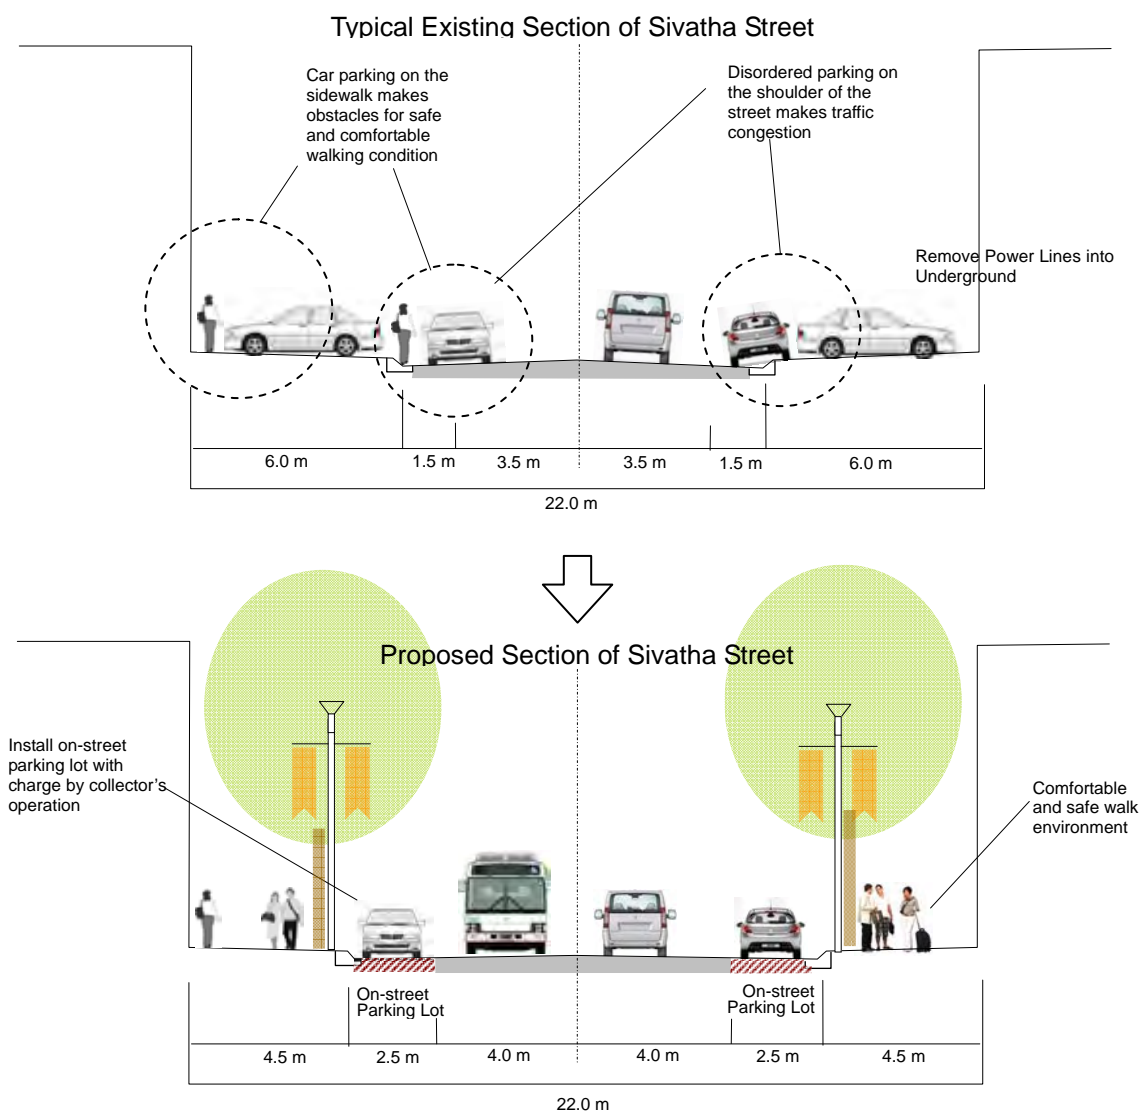 Typical Existing Section of Sivatha Street
Car parking on the
sidewalk makes
obstacles for safe
and comfortable
walking condition
Disordered parking on
the shoulder of the
street makes traffic
congestion
Remove Power Lines into
Underground
6.0 m
1.5 m
3.5 m
3.5 m
1.5 m
6.0 m
22.0 m
Proposed Section of Sivatha Street
Install on-street
parking lot with
charge by collector's
operation
Comfortable
and safe walk
environment
On-street
Parking Lot
On-street
Parking Lot
4.5 m
2.5 m
4.0 m
4.0 m
2.5 m
4.5 m
22.0 m